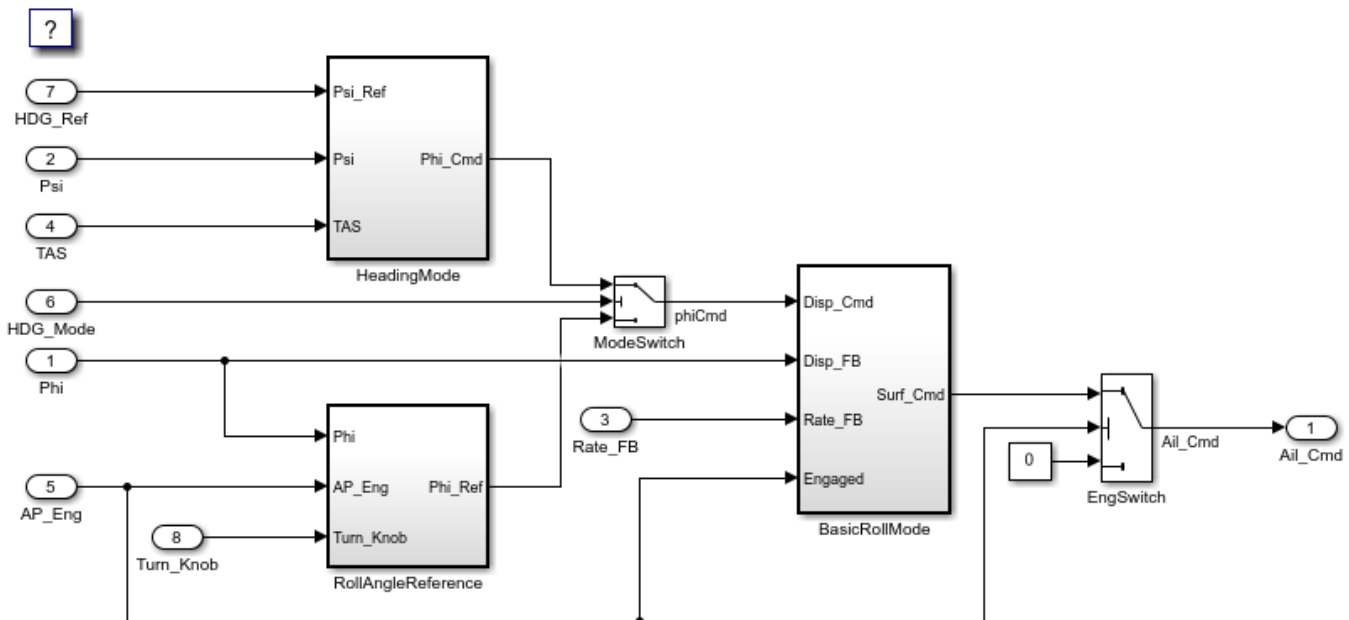 ?
7
HDG_Ref
Psi_Ref
2
Psi
Psi
Phi_Cmd
4
TAS
TAS
HeadingMode
6
HDG_Mode
phiCmd
ModeSwitch
Disp_Cmd
1
Phi
Disp_FB
Surf_Cmd
3
Rate_FB
Rate_FB
Phi
5
AP_Eng
AP_Eng
Phi_Ref
Engaged
BasicRollMode
8
Turn_Knob
Turn_Knob
RollAngleReference
0
EngSwitch
Ail_Cmd
1
Ail_Cmd